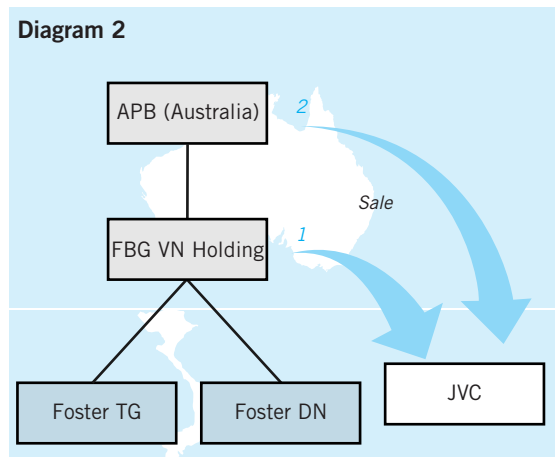 Diagram 2
APB (Australia)
2
Sale
FBG VN Holding
1
Foster TG
Foster DN
JVC